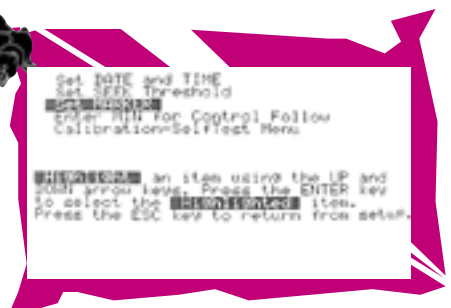 Set DATE and TIME
Set SEEK Threshold
Set
Enter MIN for Control Follow
Calibration-SelfTest Menu
Highlight an item using the UP and
DOWN arrow keys. Press the ENTER key
to select the Highlighted item.
Press the ESC key to return from setup.